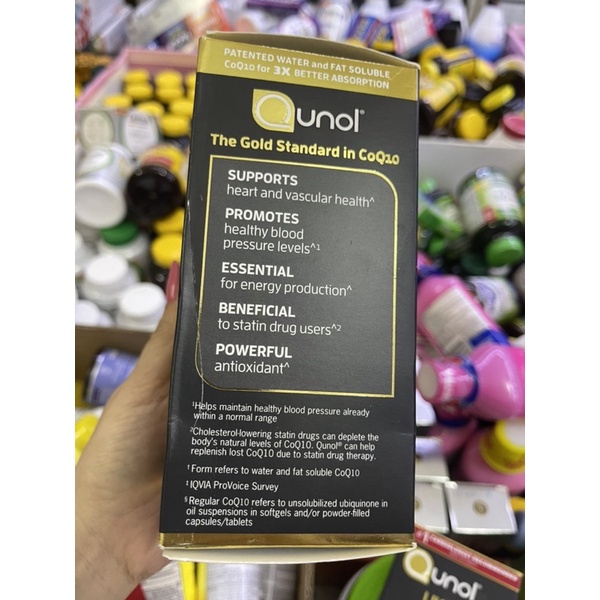 PATENTED WATER and FAT SOLUBLE
CoQ10 for 3X BETTER ABSORPTION
Qunol®
The Gold Standard in CoQ10
SUPPORTS
heart and vascular health^
PROMOTES
healthy blood
pressure levels^1
ESSENTIAL
for energy production^
BENEFICIAL
to statin drug users^2
POWERFUL
antioxidant^
1Helps maintain healthy blood pressure already
within a normal range
2Cholesterol-lowering statin drugs can deplete the
body's natural levels of CoQ10. Qunol® can help
replenish lost CoQ10 due to statin drug therapy.
† Form refers to water and fat soluble CoQ10
‡ IQVIA ProVoice Survey
§ Regular CoQ10 refers to unsolubilized ubiquinone in
oil suspensions in softgels and/or powder-filled
capsules/tablets
Qunol